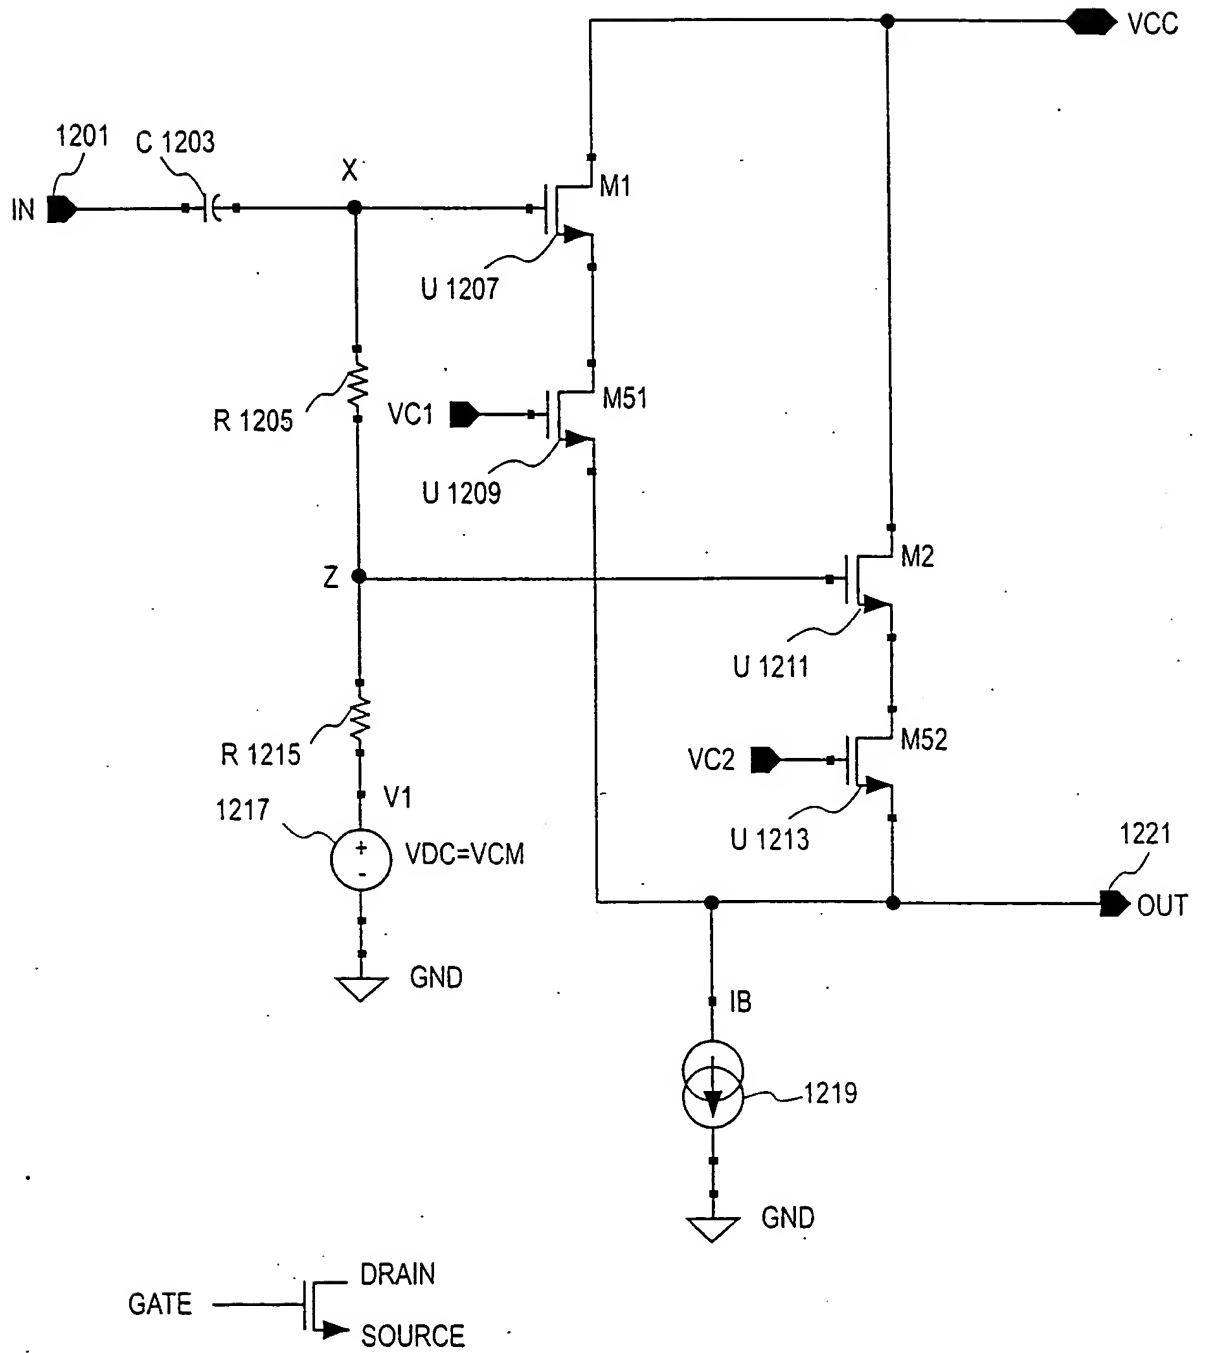 VCC
1201
C 1203
X
IN
M1
U 1207
R 1205
VC1
M51
U 1209
Z
M2
U 1211
R 1215
VC2
M52
U 1213
V1
1217
+
-
VDC=VCM
1221
OUT
GND
IB
1219
GND
GATE
DRAIN
SOURCE